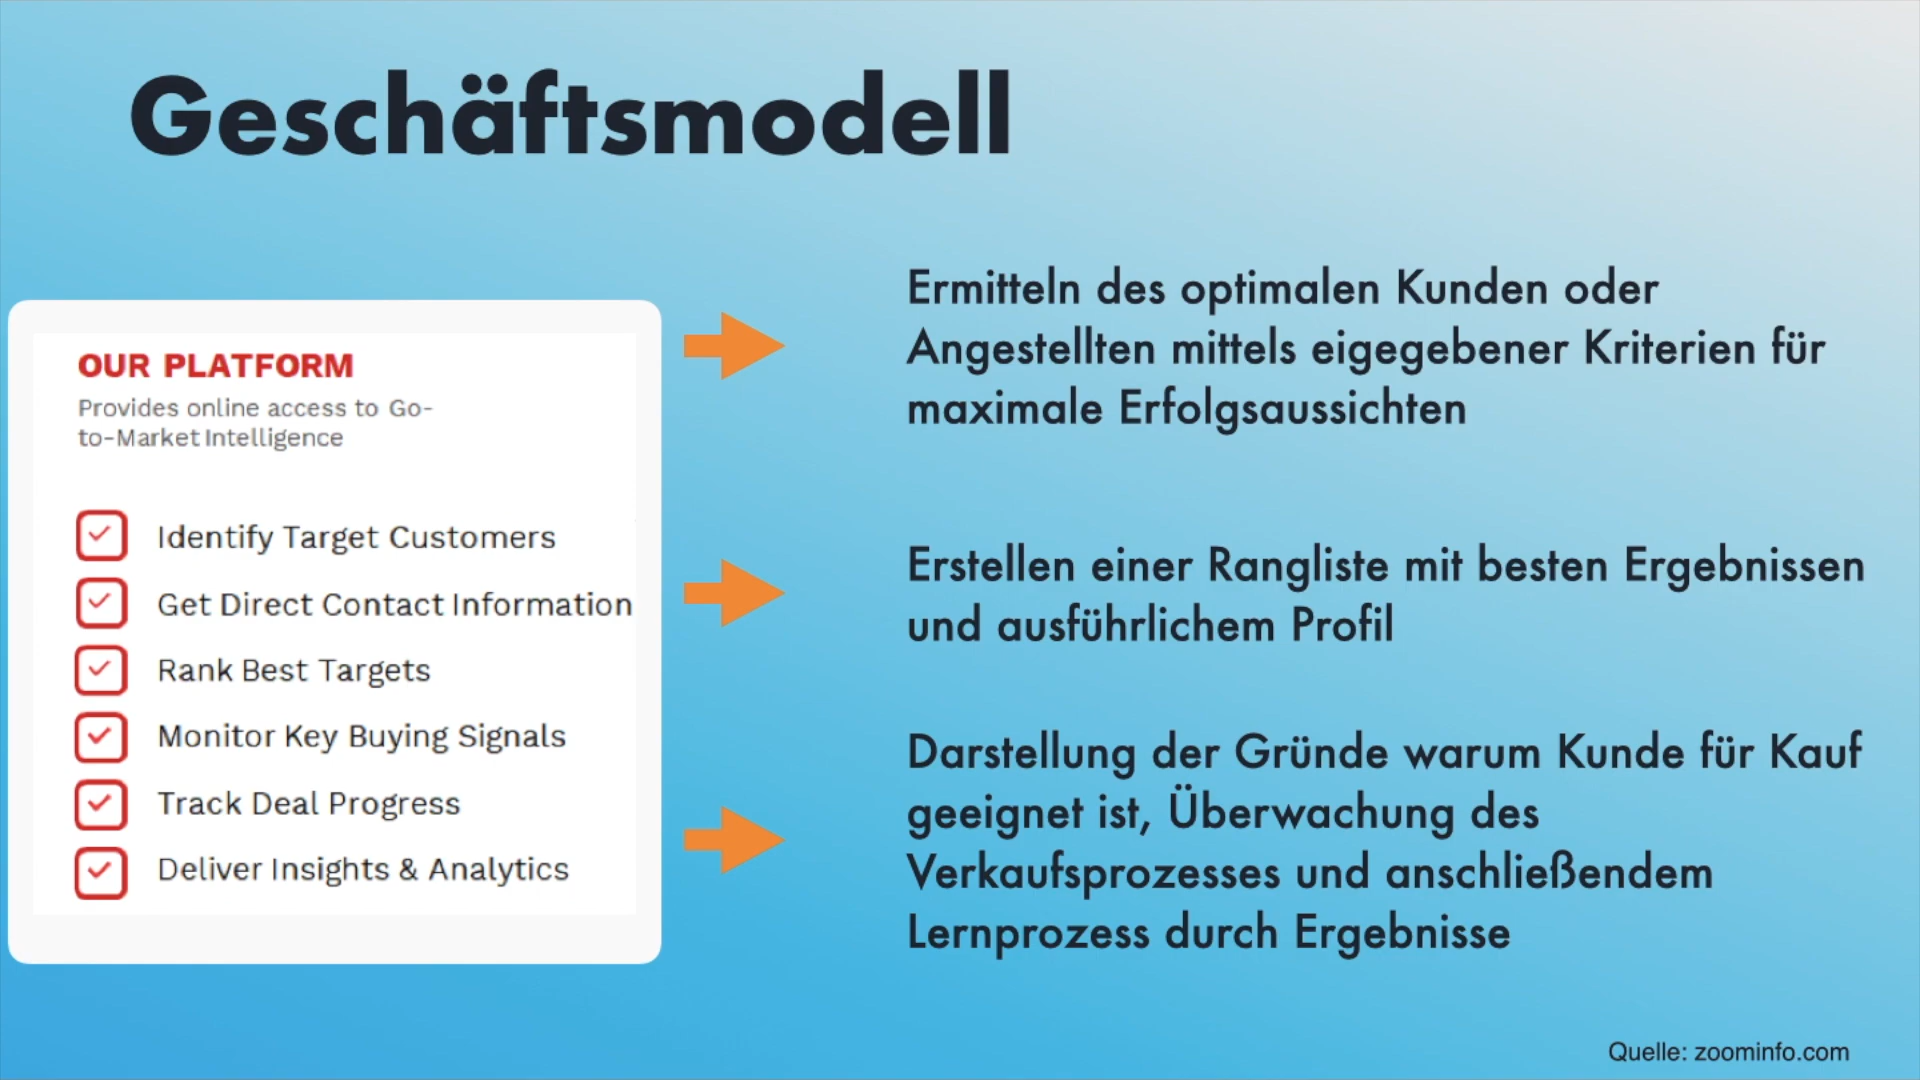 Geschäftsmodell
OUR PLATFORM
Provides online access to Go-
to-Market Intelligence
Identify Target Customers
Get Direct Contact Information
Rank Best Targets
Monitor Key Buying Signals
Track Deal Progress
Deliver Insights & Analytics
Ermitteln des optimalen Kunden oder
Angestellten mittels eigegebener Kriterien für
maximale Erfolgsaussichten
Erstellen einer Rangliste mit besten Ergebnissen
und ausführlichem Profil
Darstellung der Gründe warum Kunde für Kauf
geeignet ist, Überwachung des
Verkaufsprozesses und anschließendem
Lernprozess durch Ergebnisse
Quelle: zoominfo.com